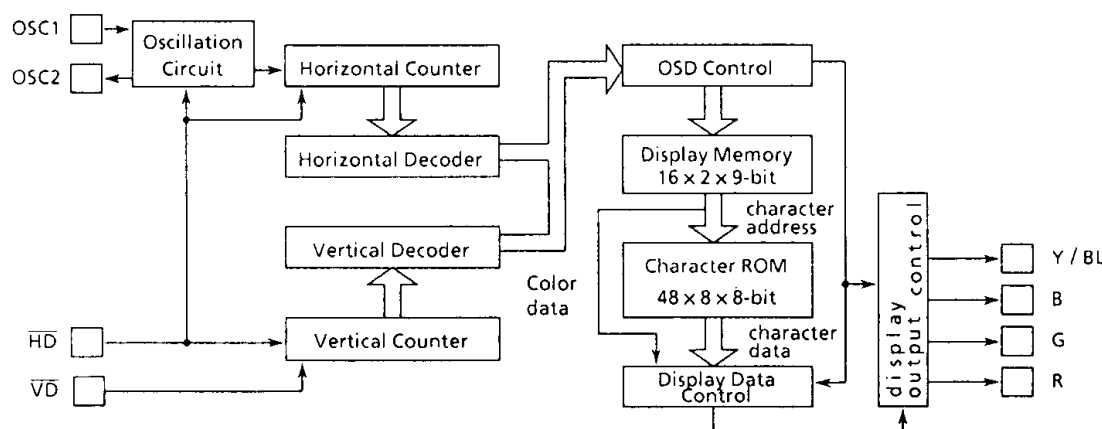 OSC1
OSC2
Oscillation
Circuit
Horizontal Counter
Horizontal Decoder
Vertical Decoder
Vertical Counter
HD
VD
OSD Control
Display Memory
16 × 2 × 9-bit
character
address
Character ROM
48 × 8 × 8-bit
Color
data
character
data
Display Data
Control
display
output control
Y / BL
B
G
R